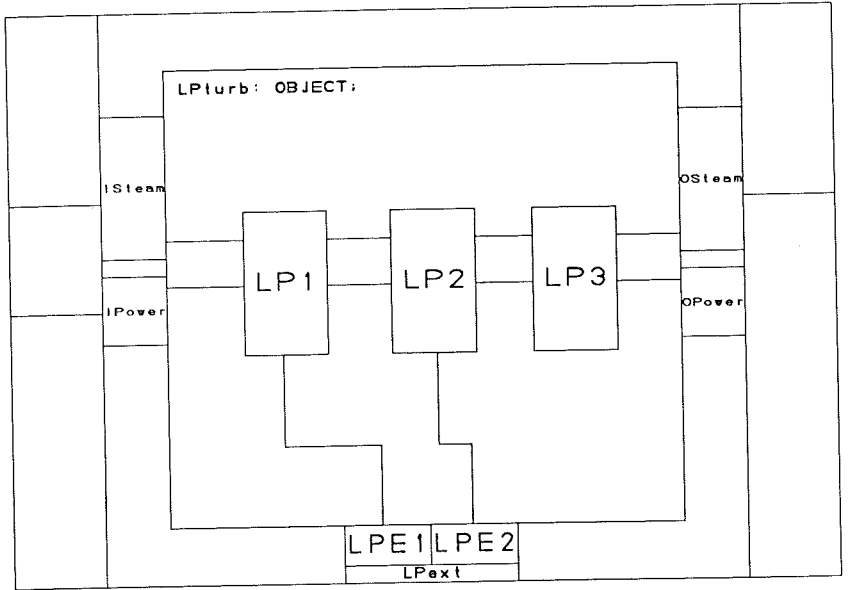 LPturb: OBJECT;
ISteam
OSteam
LP1
LP2
LP3
IPower
OPower
LPE1
LPE2
LPext